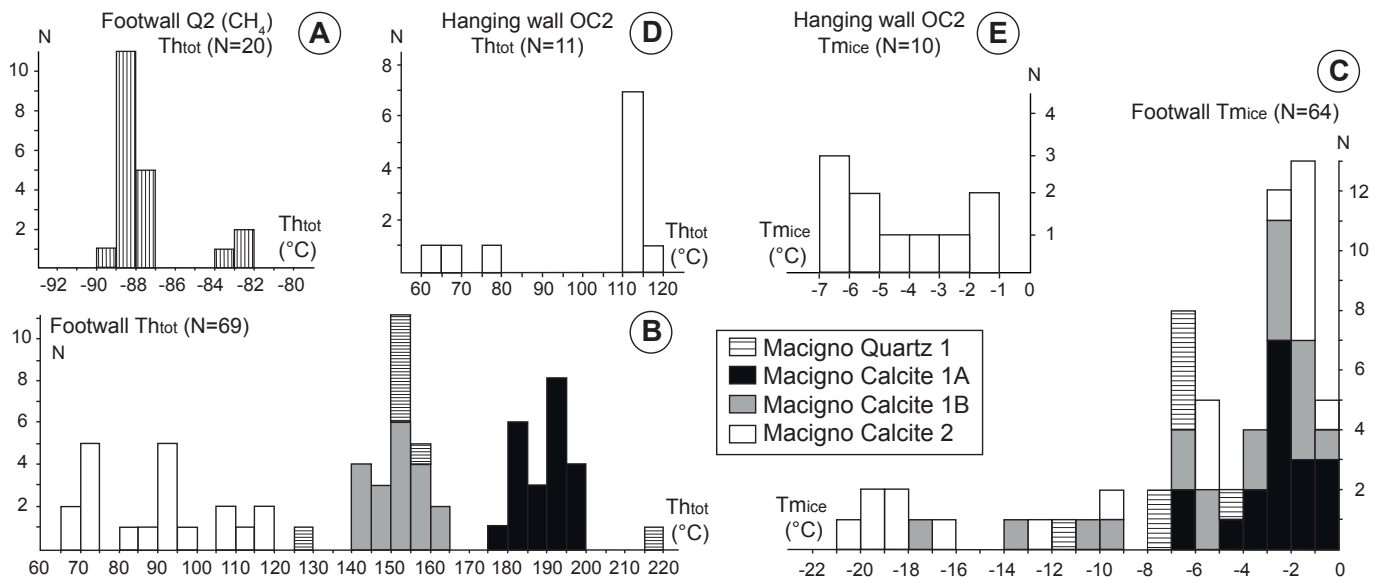 Footwall Q2 (CH4)
Thtot (N=20)
A
N
10
8
6
4
2
Thtot
(°C)
-92 -90 -88 -86 -84 -82 -80
Hanging wall OC2
Thtot (N=11)
D
N
8
6
4
2
Thtot
(°C)
60 70 80 90 100 110 120
Hanging wall OC2
Tmice (N=10)
E
N
4
3
2
1
Tmice
(°C)
-7 -6 -5 -4 -3 -2 -1 0
C
Footwall Tmice (N=64)
N
12
10
8
6
4
2
Tmice
(°C)
-22 -20 -18 -16 -14 -12 -10 -8 -6 -4 -2 0
Footwall Thtot (N=69)
B
N
10
8
6
4
2
Thtot
(°C)
60 70 80 90 100 110 120 130 140 150 160 170 180 190 200 210 220
Macigno Quartz 1
Macigno Calcite 1A
Macigno Calcite 1B
Macigno Calcite 2